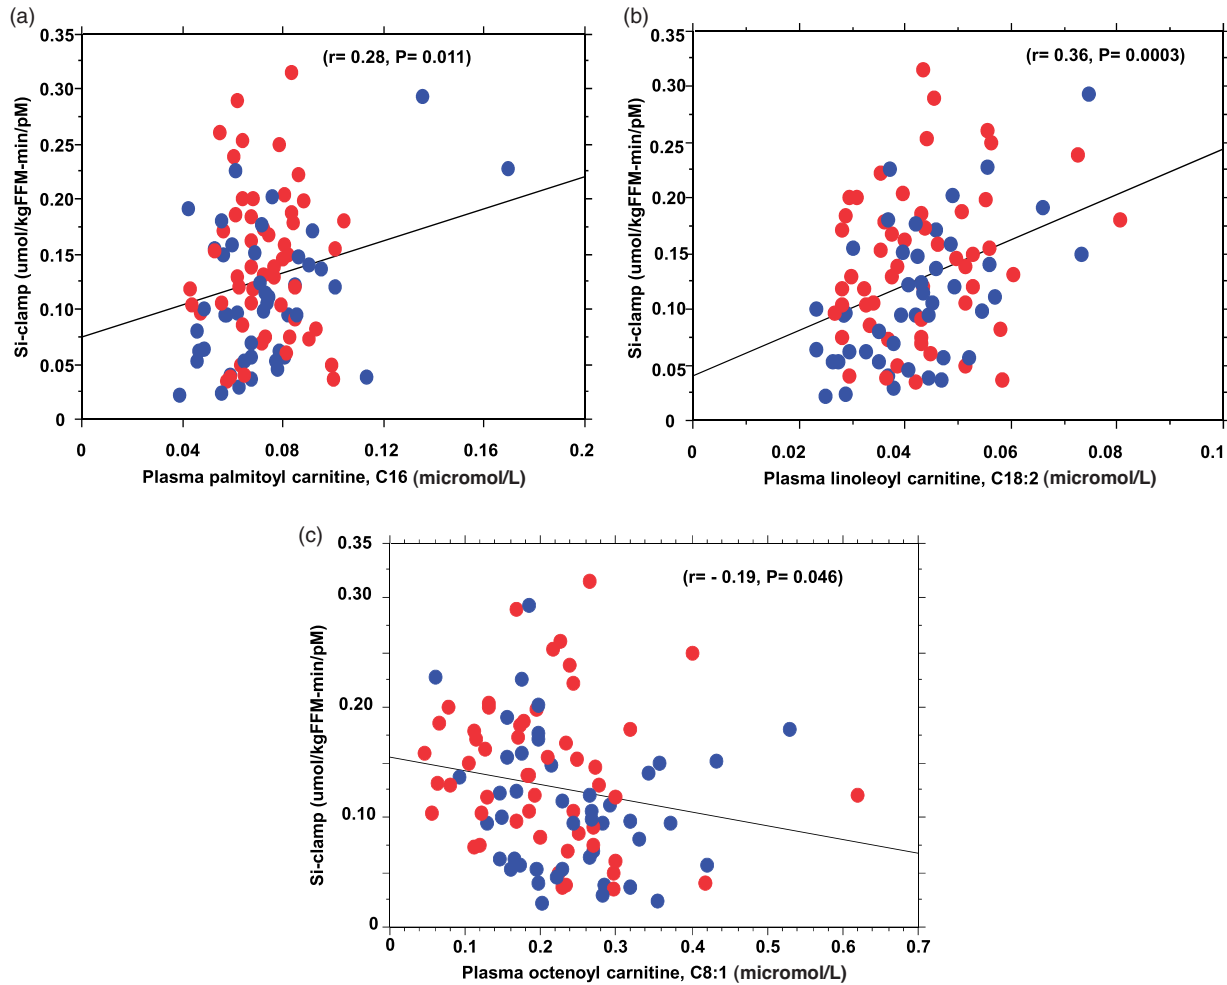 (a)
(r= 0.28, P= 0.011)
Si-clamp (umol/kgFFM-min/pM)
0.35
0.30
0.25
0.20
0.15
0.10
0.05
0
0 0.04 0.08 0.12 0.16 0.2
Plasma palmitoyl carnitine, C16 (micromol/L)
(b)
(r= 0.36, P= 0.0003)
Si-clamp (umol/kgFFM-min/pM)
0.35
0.30
0.25
0.20
0.15
0.10
0.05
0
0 0.02 0.04 0.06 0.08 0.1
Plasma linoleoyl carnitine, C18:2 (micromol/L)
(c)
(r= - 0.19, P= 0.046)
Si-clamp (umol/kgFFM-min/pM)
0.35
0.30
0.20
0.10
0
0 0.1 0.2 0.3 0.4 0.5 0.6 0.7
Plasma octenoyl carnitine, C8:1 (micromol/L)